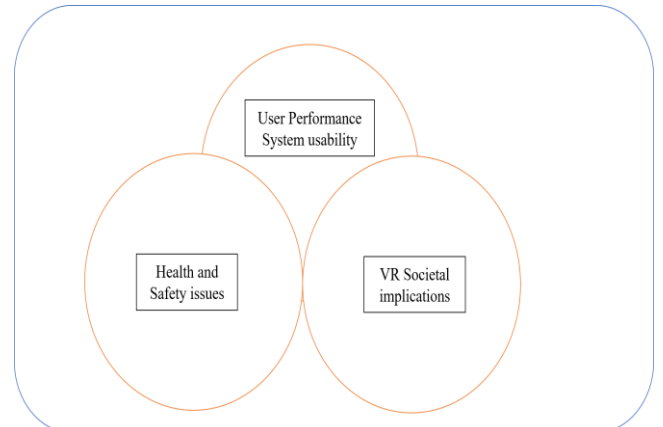 User Performance
System usability
Health and
Safety issues
VR Societal
implications